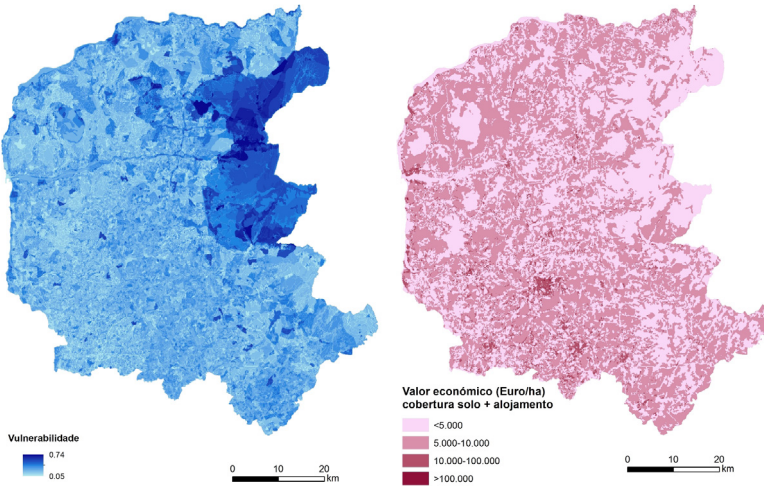 Vulnerabilidade
0.74
0.05
0 10 20
km
Valor económico (Euro/ha)
cobertura solo + alojamento
<5.000
5.000-10.000
10.000-100.000
>100.000
0 10 20
km